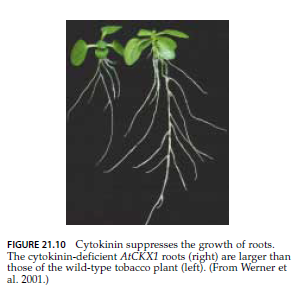 FIGURE 21.10 Cytokinin suppresses the growth of roots.
The cytokinin-deficient AtCKX1 roots (right) are larger than
those of the wild-type tobacco plant (left). (From Werner et
al. 2001.)